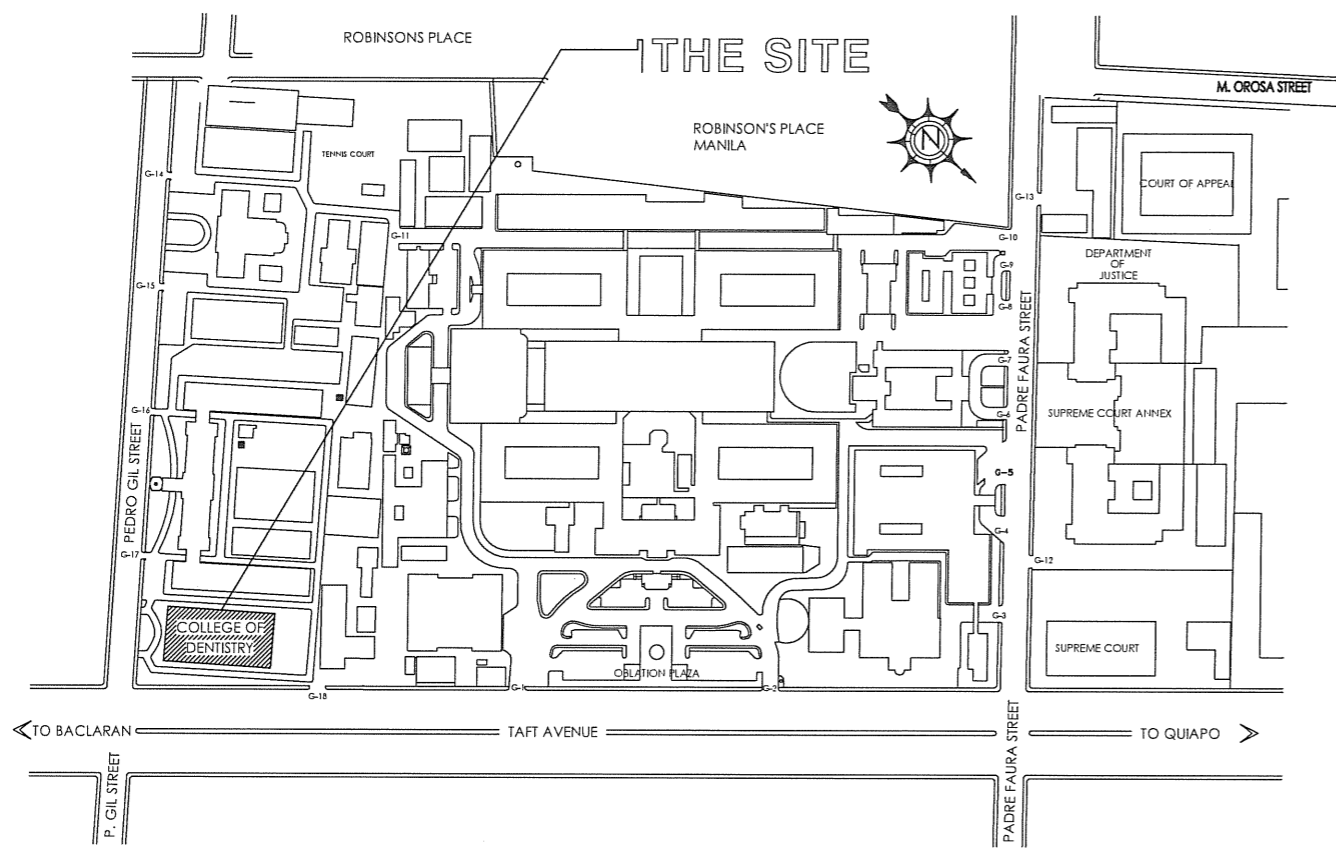 ROBINSONS PLACE
THE SITE
M. OROSA STREET
ROBINSON'S PLACE
MANILA
N
TENNIS COURT
G-14
COURT OF APPEAL
G-13
G-11
G-10
DEPARTMENT
OF
JUSTICE
G-9
G-15
G-8
PADRE FAURA STREET
G-7
G-16
G-6
SUPREME COURT ANNEX
PEDRO GIL STREET
G-5
G-4
G-17
G-12
G-3
COLLEGE OF
DENTISTRY
SUPREME COURT
OBLATION PLAZA
G-18
G-1
G-2
TO BACLARAN
TAFT AVENUE
TO QUIAPO
P. GIL STREET
PADRE FAURA STREET